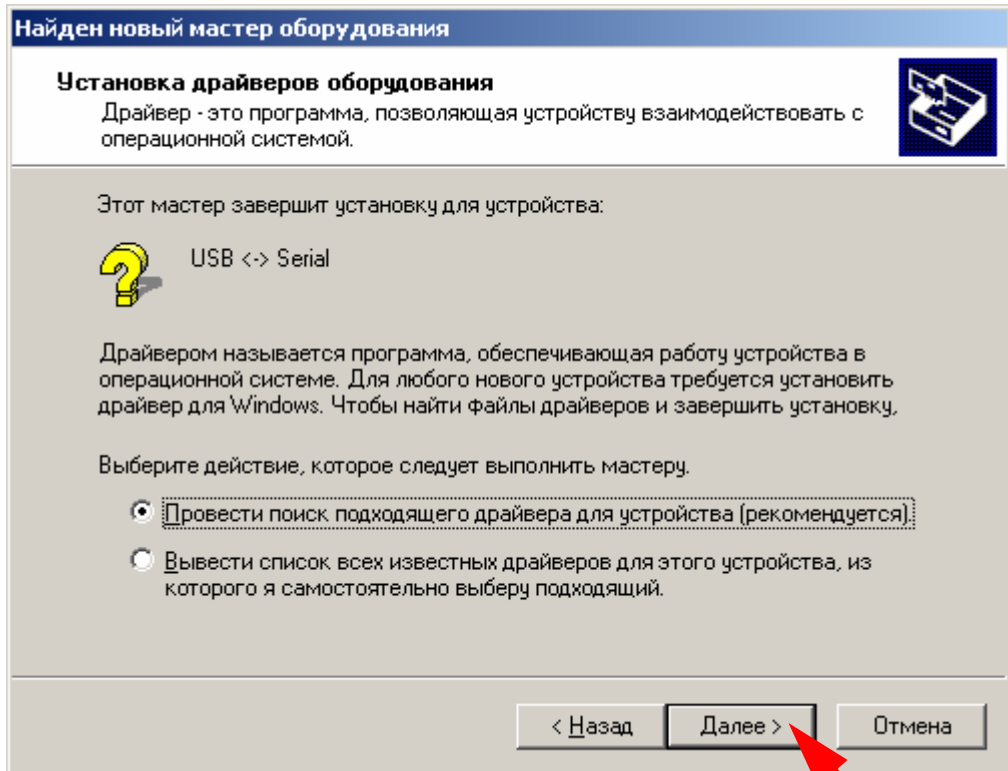 Найден новый мастер оборудования
Установка драйверов оборудования
Драйвер - это программа, позволяющая устройству взаимодействовать с
операционной системой.
Этот мастер завершит установку для устройства:
USB <-> Serial
Драйвером называется программа, обеспечивающая работу устройства в
операционной системе. Для любого нового устройства требуется установить
драйвер для Windows. Чтобы найти файлы драйверов и завершить установку,
Выберите действие, которое следует выполнить мастеру.
Провести поиск подходящего драйвера для устройства (рекомендуется).
Вывести список всех известных драйверов для этого устройства, из
которого я самостоятельно выберу подходящий.
< Назад Далее > Отмена